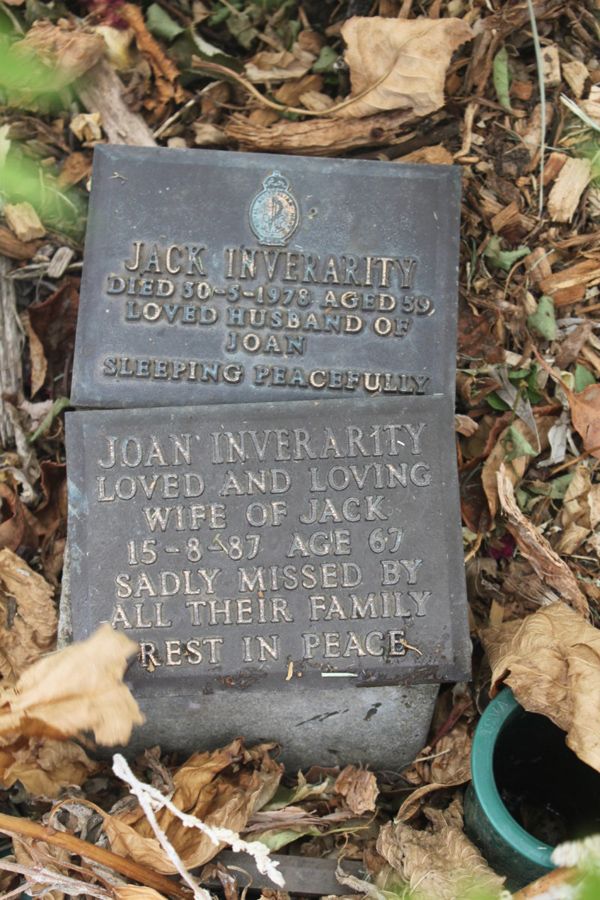 JACK INVERARITY
DIED 30-5-1978 AGED 59,
LOVED HUSBAND OF
JOAN
SLEEPING PEACEFULLY
JOAN INVERARITY
LOVED AND LOVING
WIFE OF JACK
15-8-87 AGE 67
SADLY MISSED BY
ALL THEIR FAMILY
REST IN PEACE